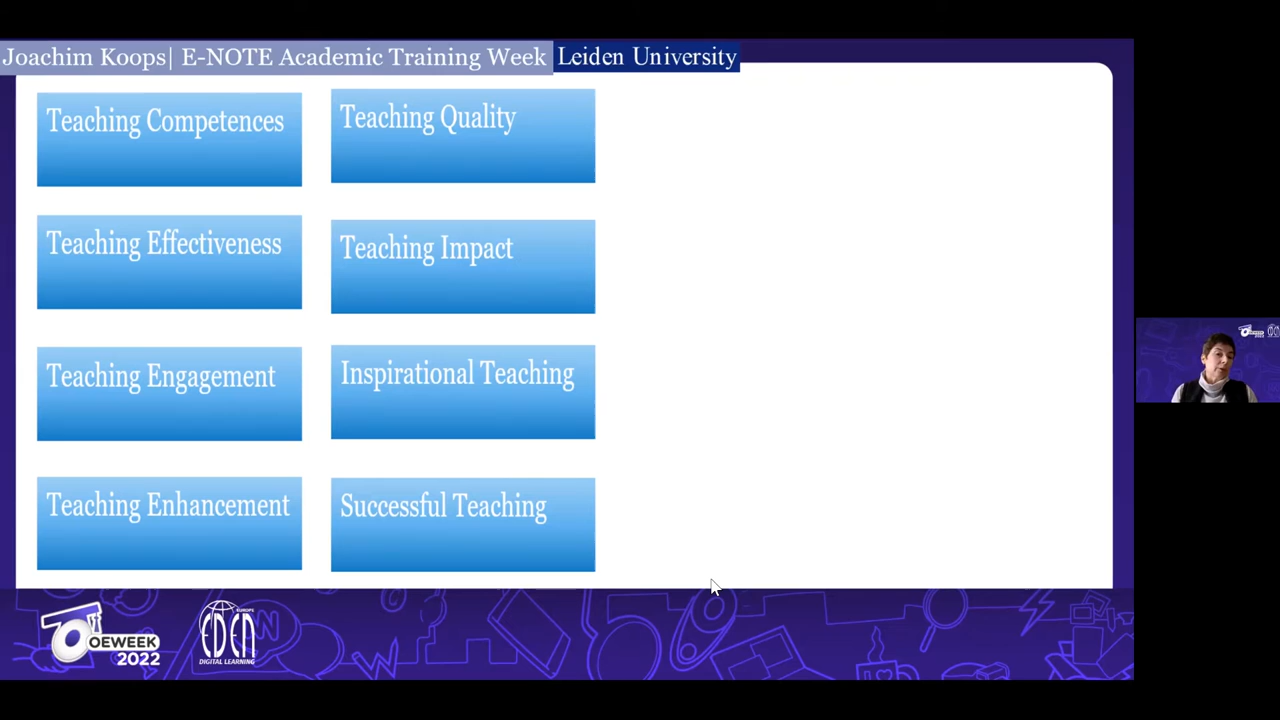 Joachim Koops| E-NOTE Academic Training Week Leiden University
Teaching Competences
Teaching Quality
Teaching Effectiveness
Teaching Impact
Teaching Engagement
Inspirational Teaching
Teaching Enhancement
Successful Teaching
OEWEEK
2022
EUROPE
EDEN
DIGITAL LEARNING